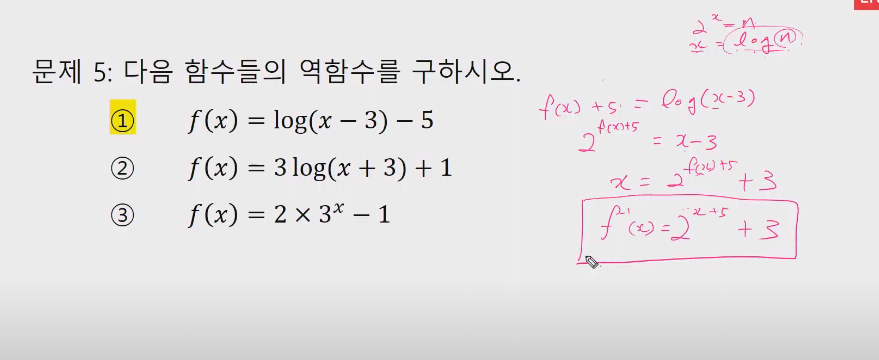 2^x = n
x = log n
문제 5: 다음 함수들의 역함수를 구하시오.
① f(x) = log(x − 3) − 5
② f(x) = 3 log(x + 3) + 1
③ f(x) = 2 × 3^x − 1
f(x) + 5 = log(x-3)
2^{f(x)+5} = x-3
x = 2^{f(x)+5} + 3
f^{-1}(x) = 2^{x+5} + 3